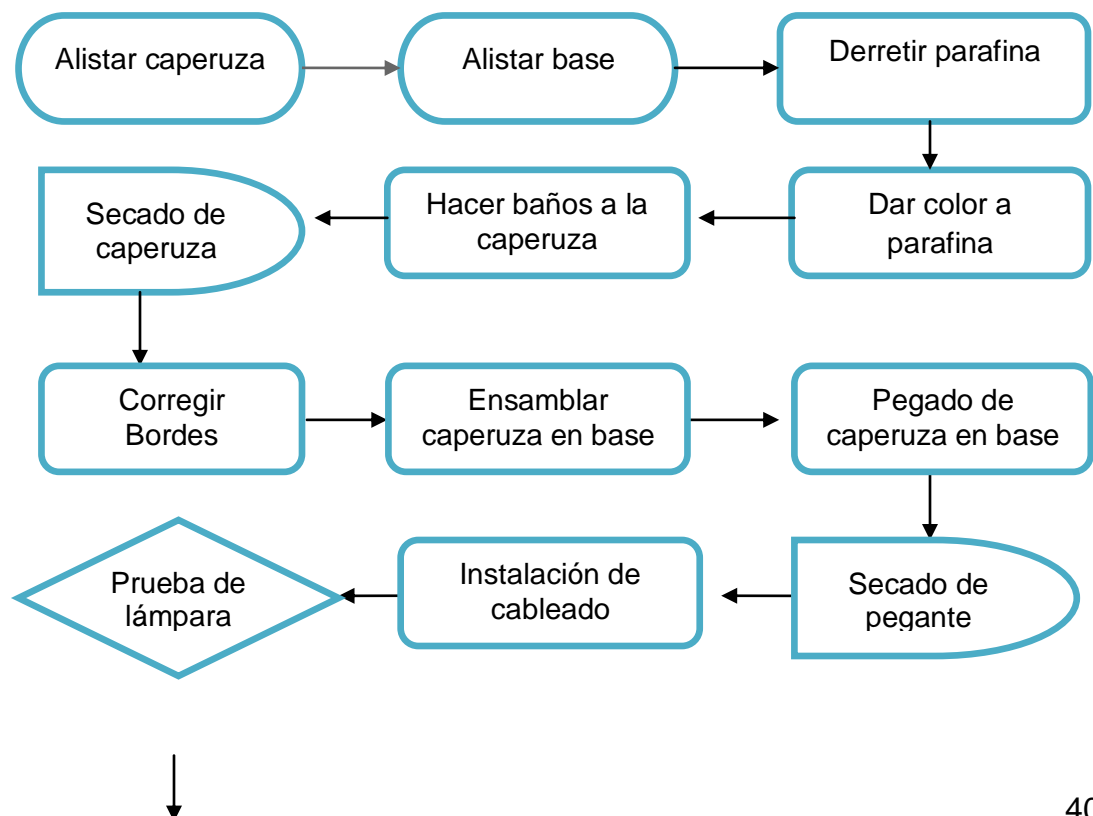 Alistar caperuza
Alistar base
Derretir parafina
Dar color a
parafina
Hacer baños a la
caperuza
Secado de
caperuza
Corregir
Bordes
Ensamblar
caperuza en base
Pegado de
caperuza en base
Secado de
pegante
Instalación de
cableado
Prueba de
lámpara
40